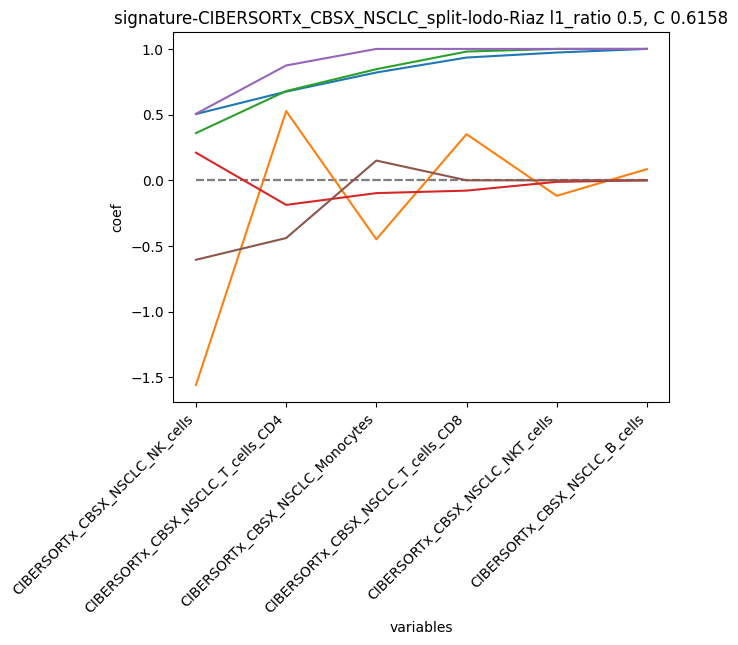 signature-CIBERSORTx_CBSX_NSCLC_split-lodo-Riaz l1_ratio 0.5, C 0.6158
1.0
0.5
0.0
−0.5
−1.0
−1.5
coef
CIBERSORTx_CBSX_NSCLC_NK_cells
CIBERSORTx_CBSX_NSCLC_T_cells_CD4
CIBERSORTx_CBSX_NSCLC_Monocytes
CIBERSORTx_CBSX_NSCLC_T_cells_CD8
CIBERSORTx_CBSX_NSCLC_NKT_cells
CIBERSORTx_CBSX_NSCLC_B_cells
variables